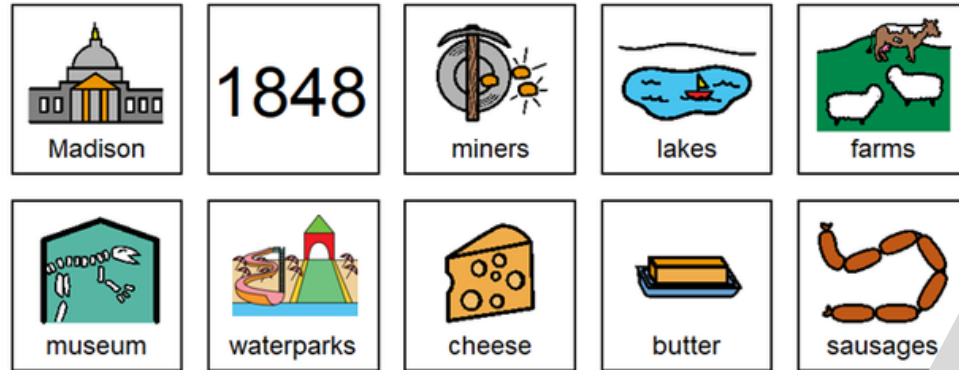 Madison
1848
miners
lakes
farms
museum
waterparks
cheese
butter
sausages